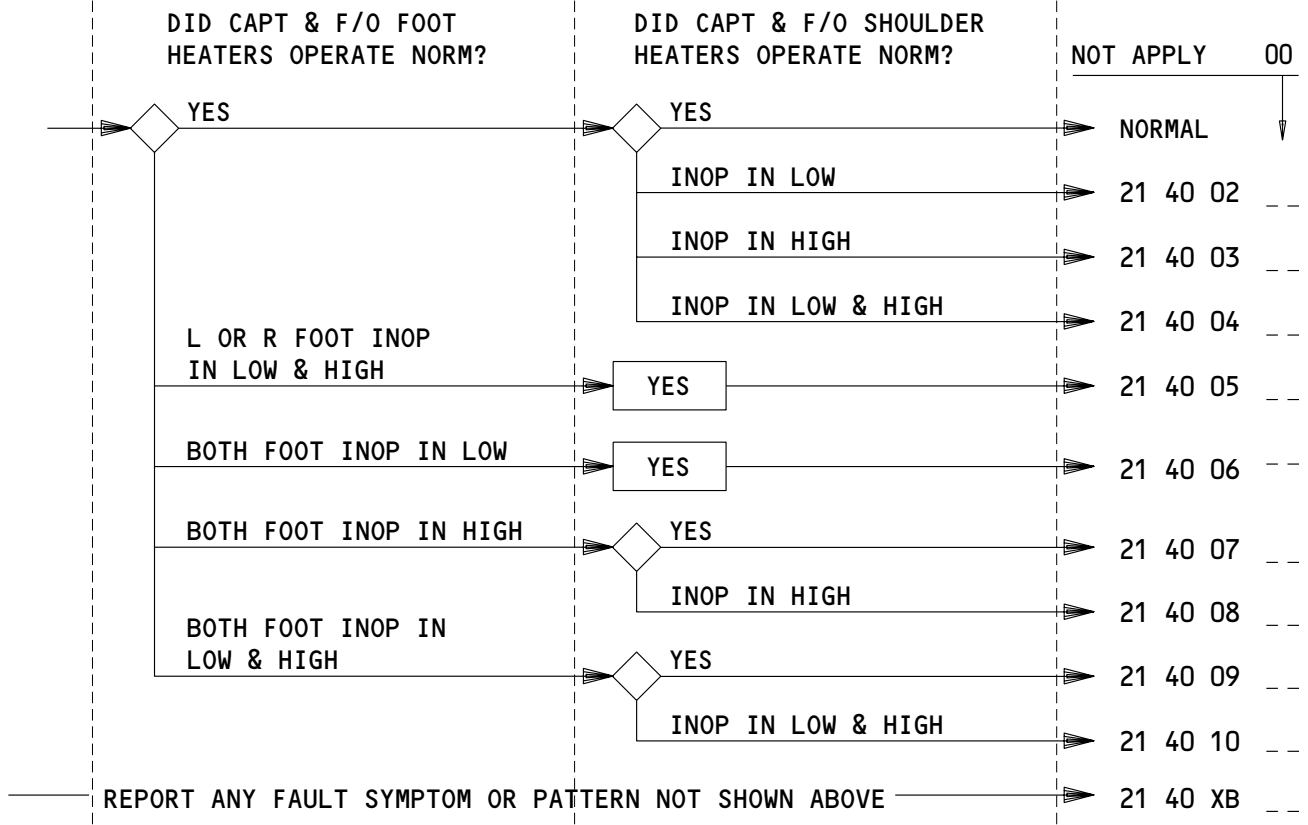 DID CAPT & F/O FOOT
HEATERS OPERATE NORM?
DID CAPT & F/O SHOULDER
HEATERS OPERATE NORM?
NOT APPLY 00
YES
YES
NORMAL
INOP IN LOW
21 40 02 _ _
INOP IN HIGH
21 40 03 _ _
INOP IN LOW & HIGH
21 40 04 _ _
L OR R FOOT INOP
IN LOW & HIGH
YES
21 40 05 _ _
BOTH FOOT INOP IN LOW
YES
21 40 06 _ _
BOTH FOOT INOP IN HIGH
YES
21 40 07 _ _
INOP IN HIGH
21 40 08 _ _
BOTH FOOT INOP IN
LOW & HIGH
YES
21 40 09 _ _
INOP IN LOW & HIGH
21 40 10 _ _
REPORT ANY FAULT SYMPTOM OR PATTERN NOT SHOWN ABOVE
21 40 XB _ _